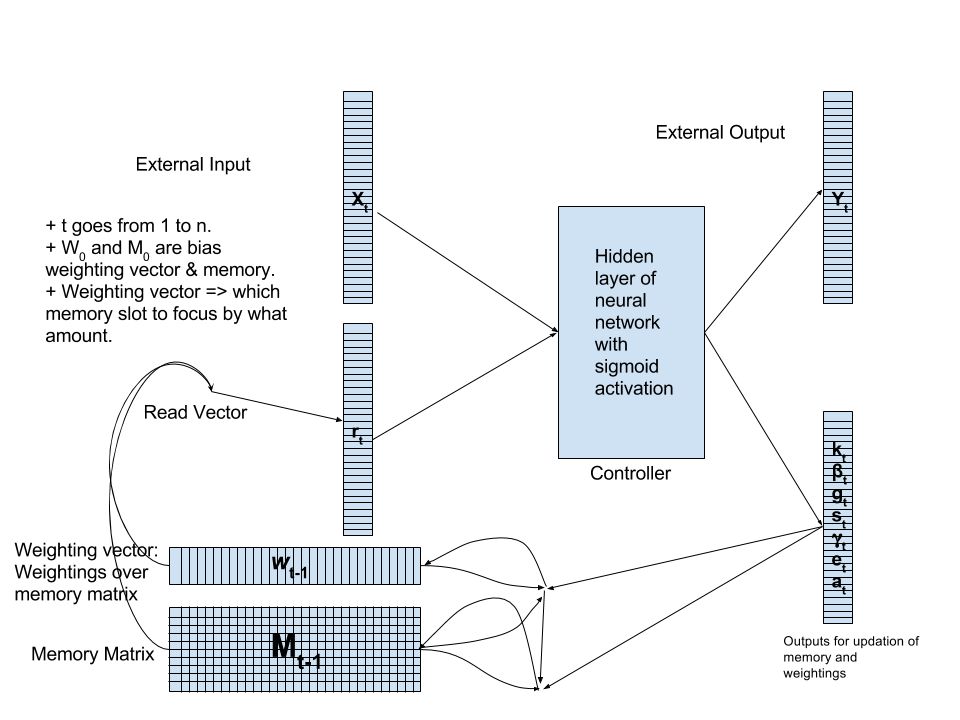 External Input
+ t goes from 1 to n.
+ W0 and M0 are bias
weighting vector & memory.
+ Weighting vector => which
memory slot to focus by what
amount.
Xt
External Output
Yt
Hidden
layer of
neural
network
with
sigmoid
activation
Controller
Read Vector
rt
kt
βt
gt
st
γt
et
at
Weighting vector:
Weightings over
memory matrix
wt-1
Memory Matrix
Mt-1
Outputs for updation of
memory and
weightings